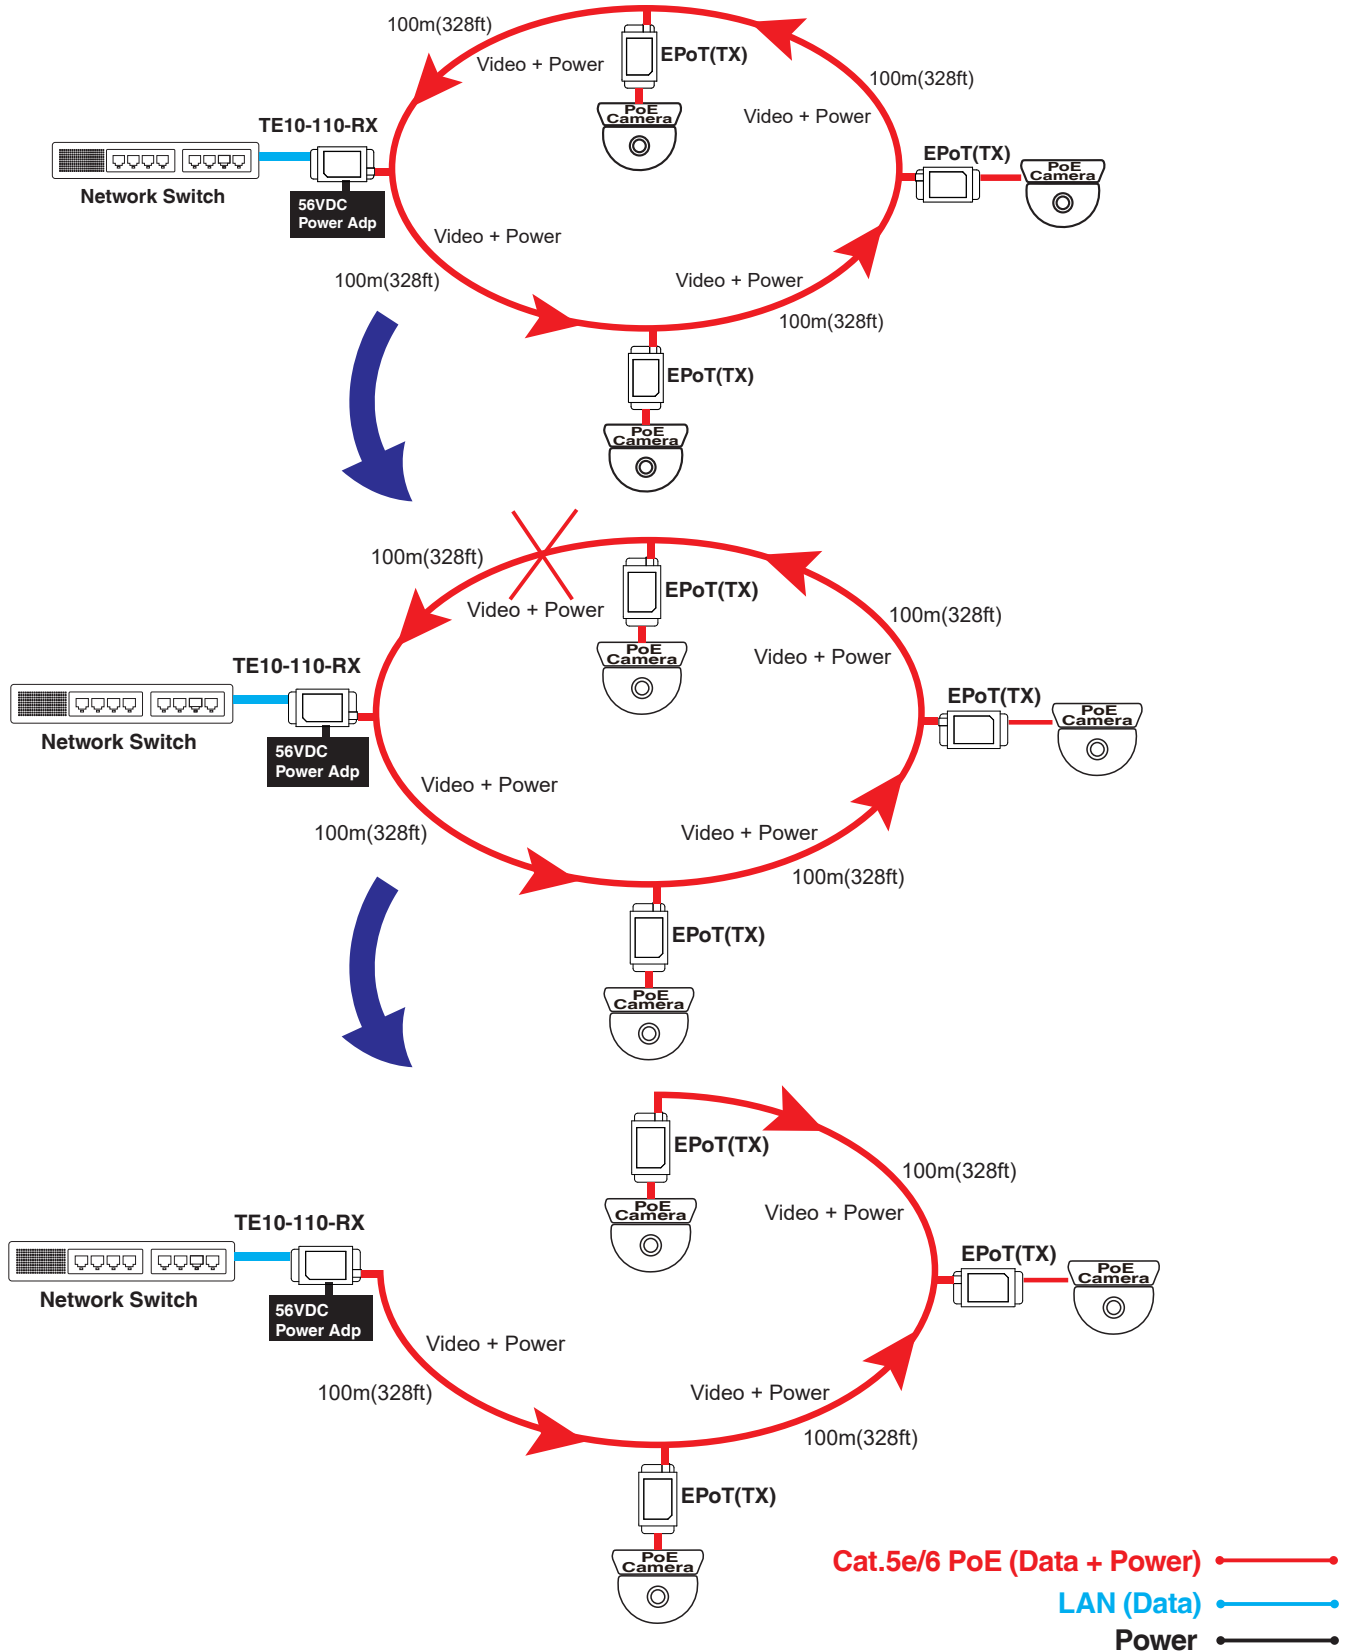 100m(328ft)
Video + Power
EPoT(TX)
PoE
Camera
100m(328ft)
Video + Power
TE10-110-RX
Network Switch
56VDC
Power Adp
EPoT(TX)
PoE
Camera
Video + Power
100m(328ft)
Video + Power
100m(328ft)
EPoT(TX)
PoE
Camera
100m(328ft)
Video + Power
EPoT(TX)
PoE
Camera
100m(328ft)
Video + Power
TE10-110-RX
Network Switch
56VDC
Power Adp
EPoT(TX)
PoE
Camera
Video + Power
100m(328ft)
Video + Power
100m(328ft)
EPoT(TX)
PoE
Camera
EPoT(TX)
PoE
Camera
100m(328ft)
Video + Power
TE10-110-RX
Network Switch
56VDC
Power Adp
EPoT(TX)
PoE
Camera
Video + Power
100m(328ft)
Video + Power
100m(328ft)
EPoT(TX)
PoE
Camera
Cat.5e/6 PoE (Data + Power)
LAN (Data)
Power